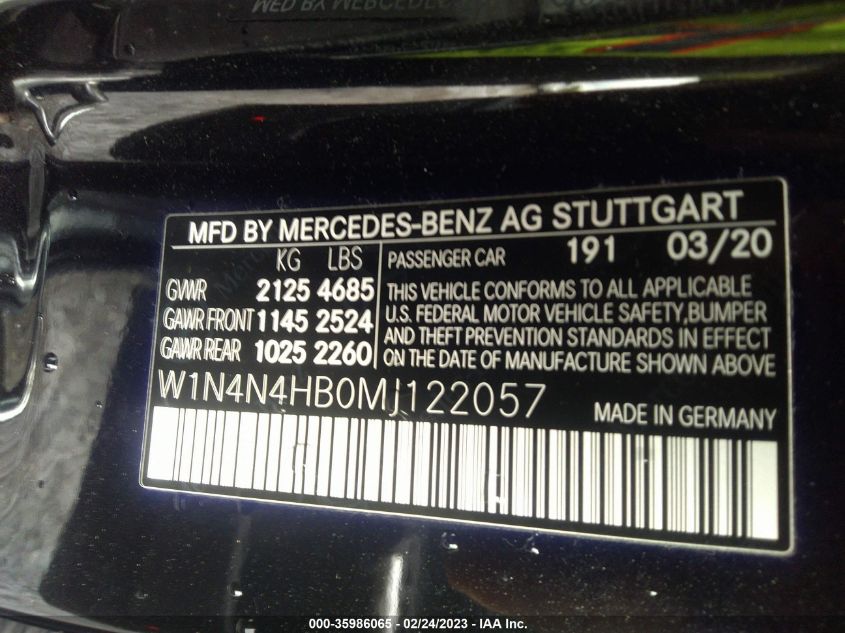 MFD BY MERCEDES-BENZ AG STUTTGART
KG LBS
GVWR 2125 4685
GAWR FRONT 1145 2524
GAWR REAR 1025 2260
PASSENGER CAR 191 03/20
THIS VEHICLE CONFORMS TO ALL APPLICABLE
U.S. FEDERAL MOTOR VEHICLE SAFETY,BUMPER
AND THEFT PREVENTION STANDARDS IN EFFECT
ON THE DATE OF MANUFACTURE SHOWN ABOVE
W1N4N4HB0MJ122057
MADE IN GERMANY
000-35986065 / 02/24/2023 - IAA Inc.